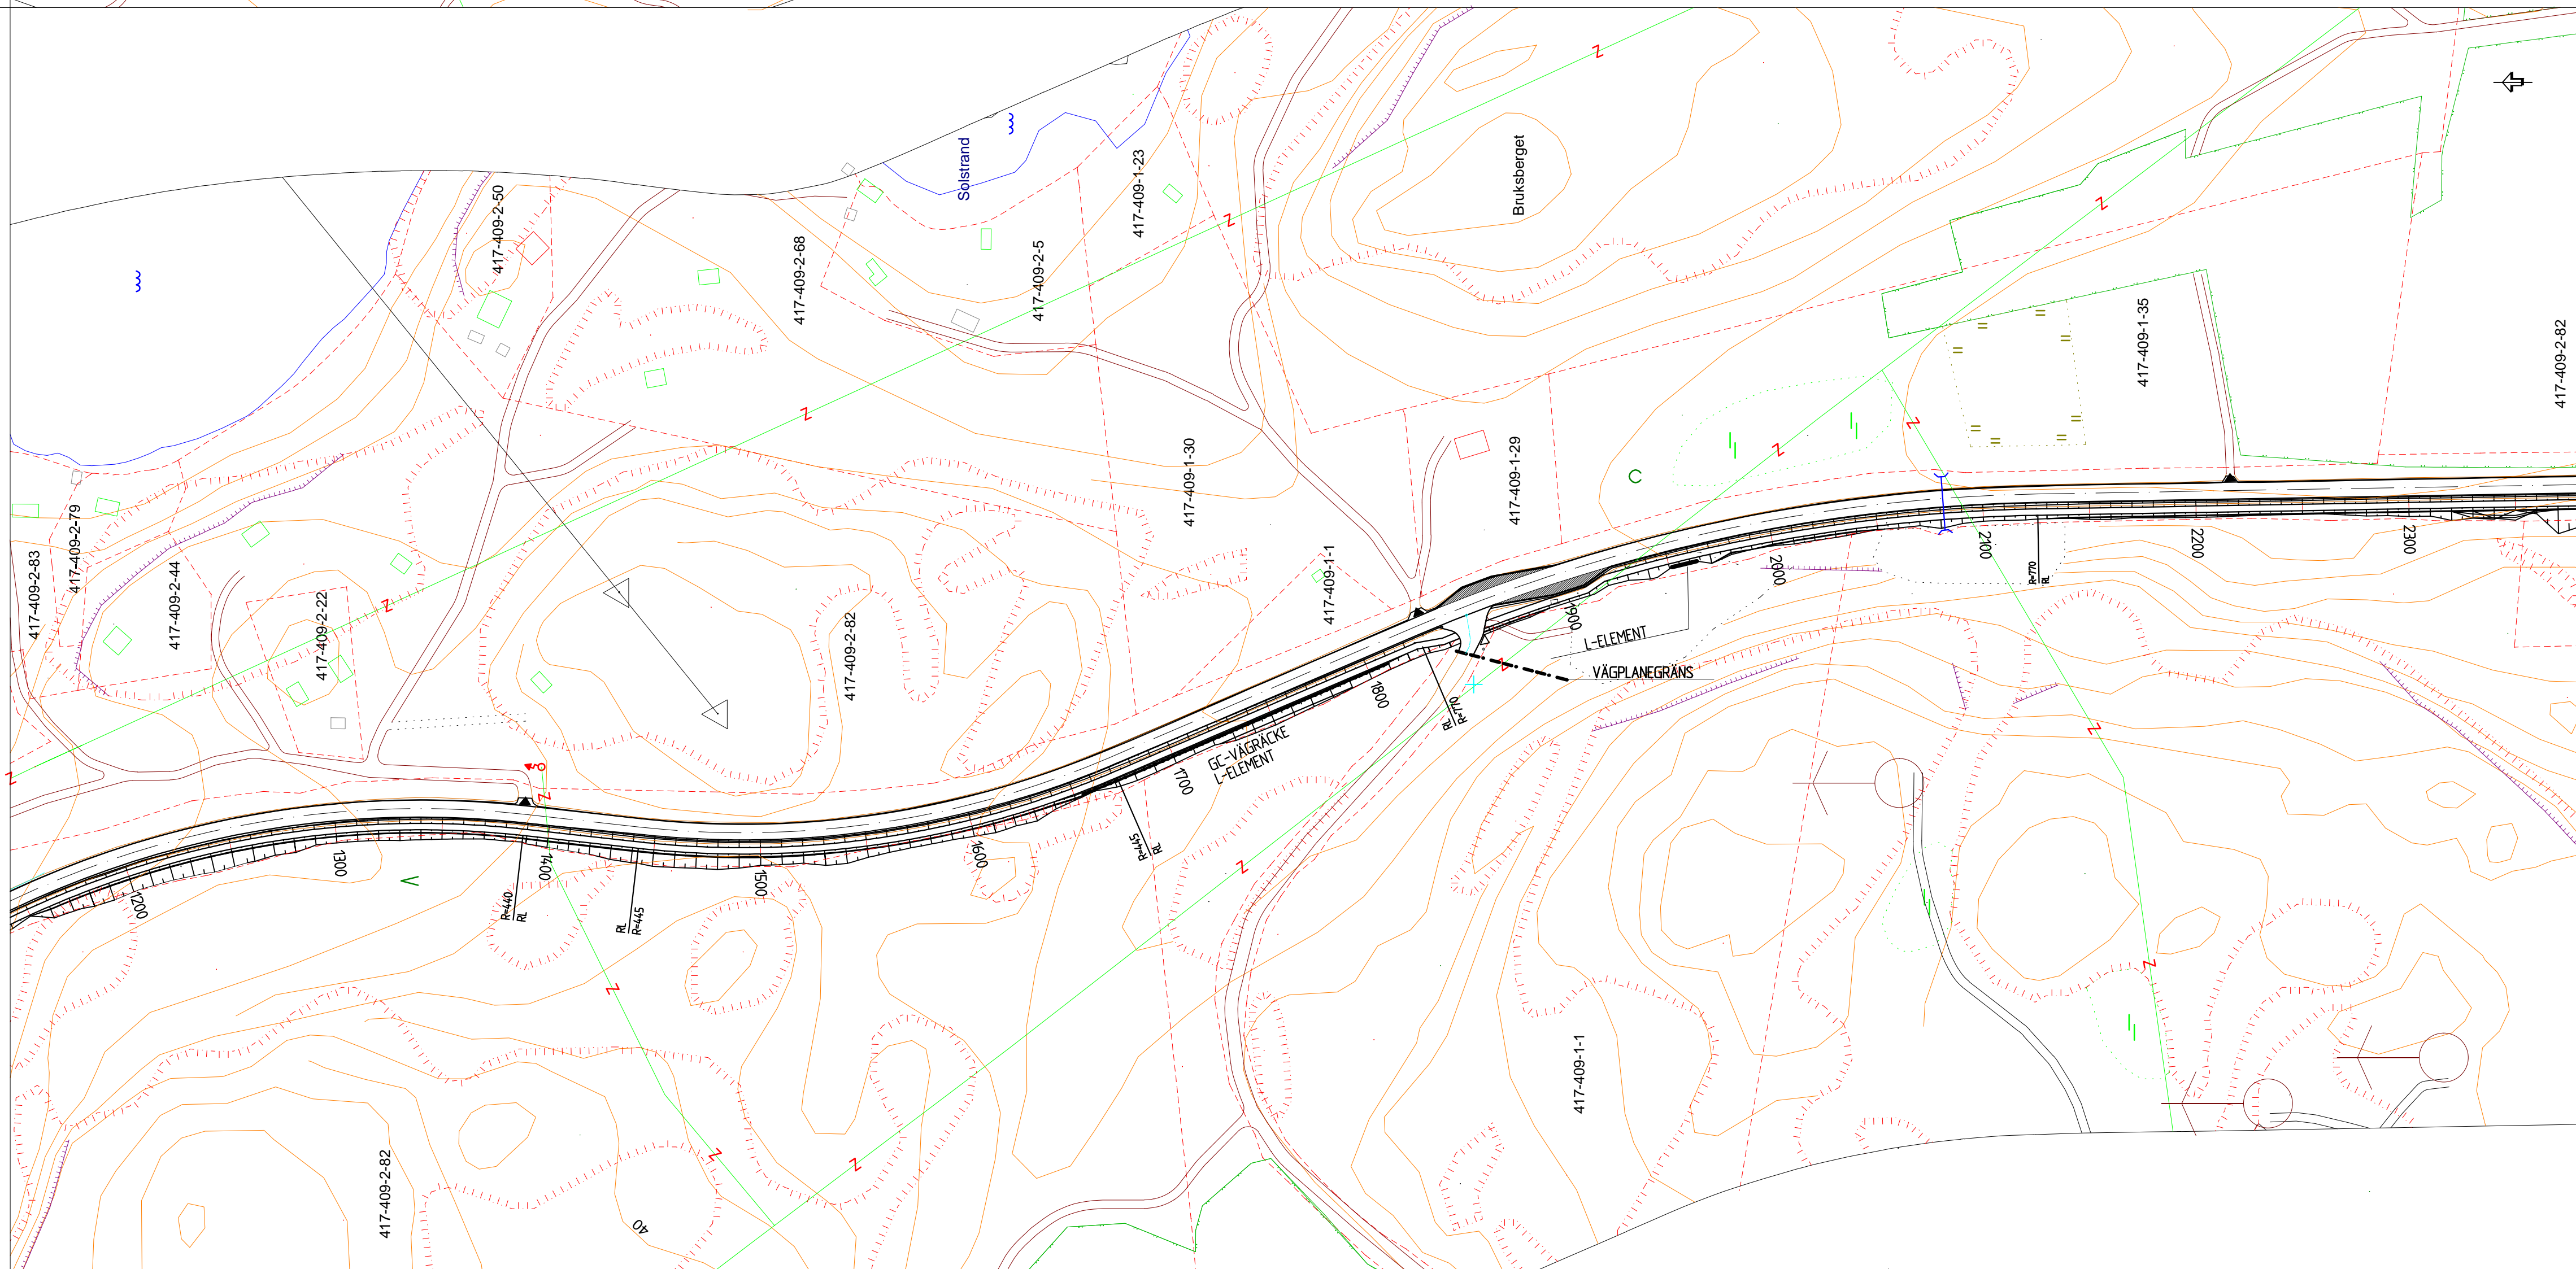 Solstrand
Bruksberget
417-409-2-50
417-409-1-23
417-409-2-68
417-409-2-5
417-409-1-35
417-409-2-82
417-409-1-30
417-409-1-29
417-409-2-83
417-409-2-79
417-409-2-44
417-409-2-22
417-409-2-82
417-409-1-1
1200
1300
1400
1500
1600
1700
1800
1900
2000
2100
2200
2300
R=440
RL
RL
R=445
R=445
RL
RL
R=770
R=770
RL
GC-VÄGRÄCKE
L-ELEMENT
L-ELEMENT
VÄGPLANEGRÄNS
417-409-1-1
417-409-2-82
40